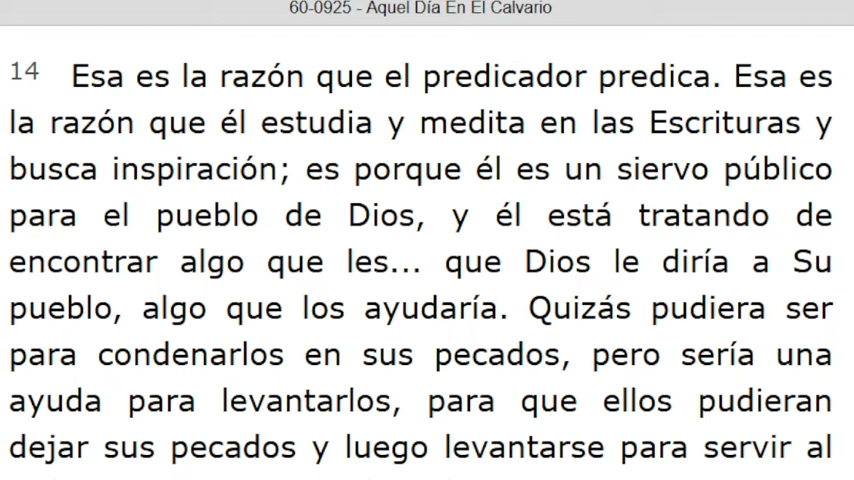 60-0925 - Aquel Día En El Calvario
14 Esa es la razón que el predicador predica. Esa es
la razón que él estudia y medita en las Escrituras y
busca inspiración; es porque él es un siervo público
para el pueblo de Dios, y él está tratando de
encontrar algo que les... que Dios le diría a Su
pueblo, algo que los ayudaría. Quizás pudiera ser
para condenarlos en sus pecados, pero sería una
ayuda para levantarlos, para que ellos pudieran
dejar sus pecados y luego levantarse para servir al